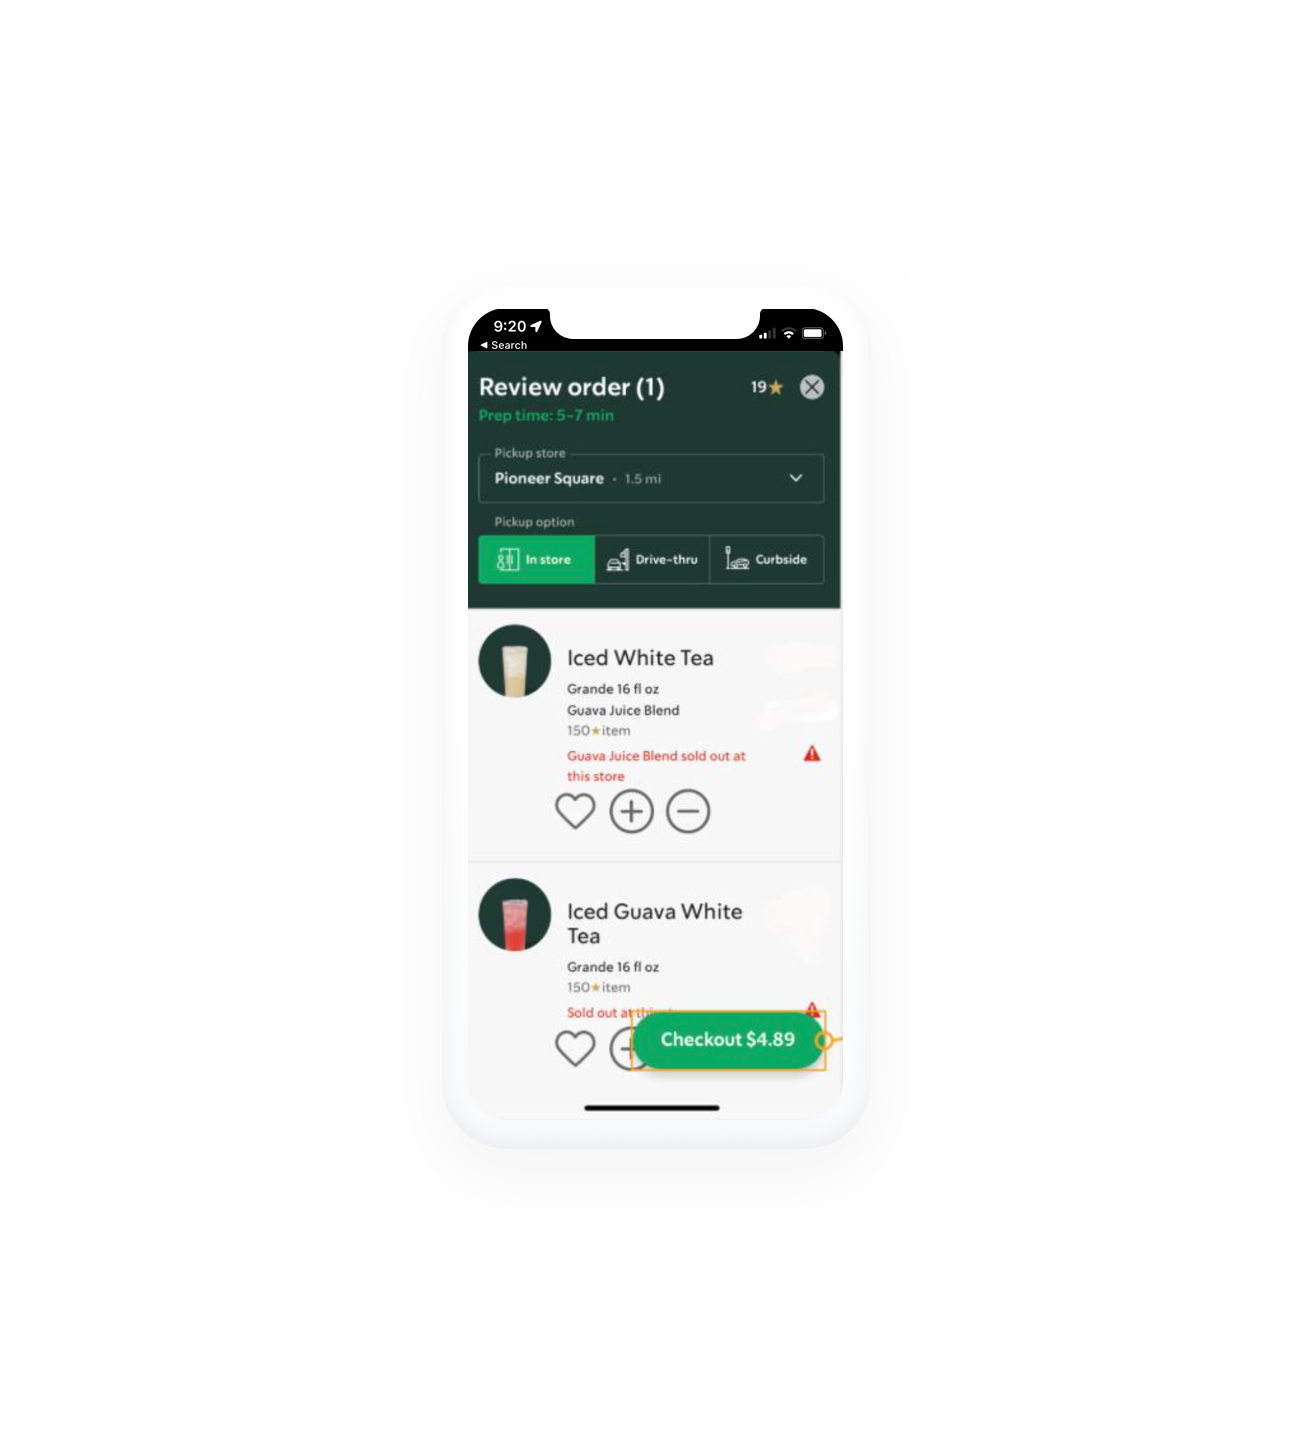 9:20
◀ Search
Review order (1)
19★
Prep time: 5-7 min
Pickup store
Pioneer Square · 1.5 mi
Pickup option
In store
Drive-thru
Curbside
Iced White Tea
Grande 16 fl oz
Guava Juice Blend
150★item
Guava Juice Blend sold out at
this store
Iced Guava White
Tea
Grande 16 fl oz
150★item
Sold out at this
Checkout $4.89